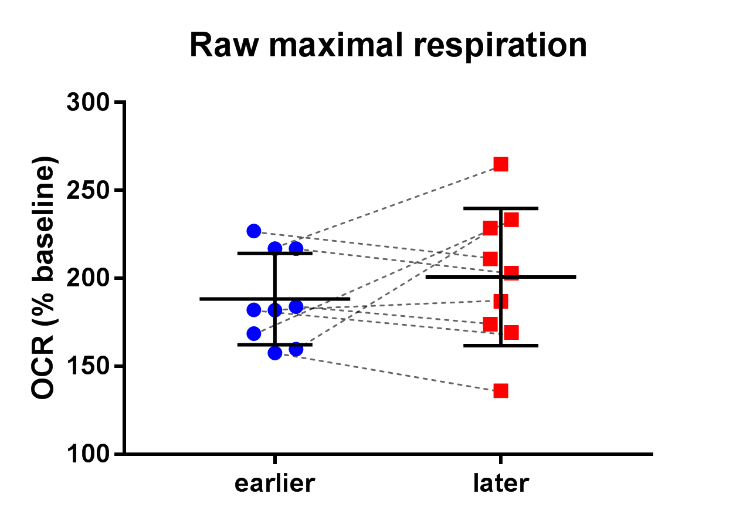 Raw maximal respiration
300
250
200
150
100
OCR (% baseline)
earlier
later